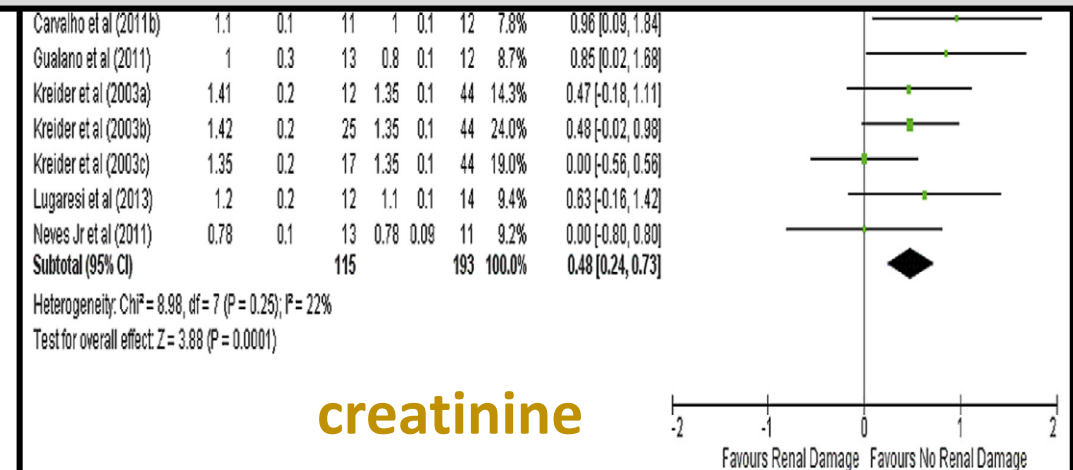 Carvalho et al (2011b) 1.1 0.1 11 1 0.1 12 7.8% 0.96 [0.09, 1.84]
Gualano et al (2011) 1 0.3 13 0.8 0.1 12 8.7% 0.85 [0.02, 1.68]
Kreider et al (2003a) 1.41 0.2 12 1.35 0.1 44 14.3% 0.47 [-0.18, 1.11]
Kreider et al (2003b) 1.42 0.2 25 1.35 0.1 44 24.0% 0.48 [-0.02, 0.98]
Kreider et al (2003c) 1.35 0.2 17 1.35 0.1 44 19.0% 0.00 [-0.56, 0.56]
Lugaresi et al (2013) 1.2 0.2 12 1.1 0.1 14 9.4% 0.63 [-0.16, 1.42]
Neves Jr et al (2011) 0.78 0.1 13 0.78 0.09 11 9.2% 0.00 [-0.80, 0.80]
Subtotal (95% CI) 115 193 100.0% 0.48 [0.24, 0.73]
Heterogeneity: Chi² = 8.98, df = 7 (P = 0.25); I² = 22%
Test for overall effect: Z = 3.88 (P = 0.0001)
creatinine
-2 -1 0 1 2
Favours Renal Damage Favours No Renal Damage